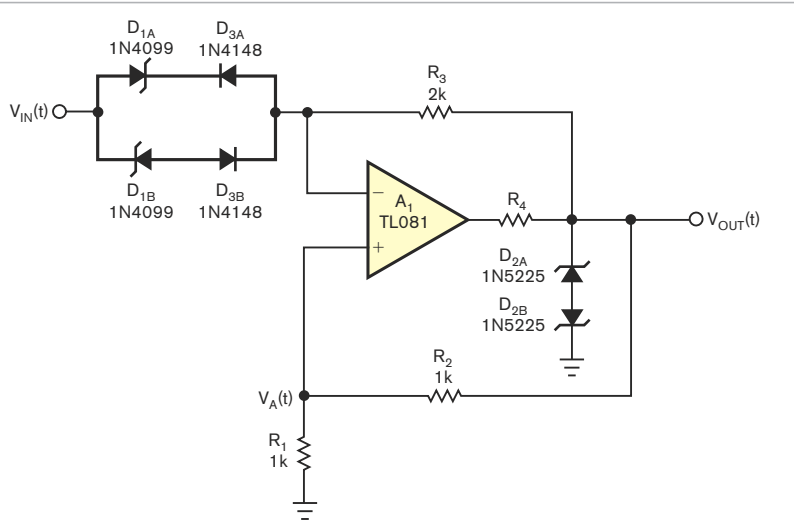 D1A
1N4099
D3A
1N4148
R3
2k
VIN(t)
D1B
1N4099
D3B
1N4148
−
A1
TL081
+
R4
VOUT(t)
D2A
1N5225
D2B
1N5225
R2
1k
VA(t)
R1
1k